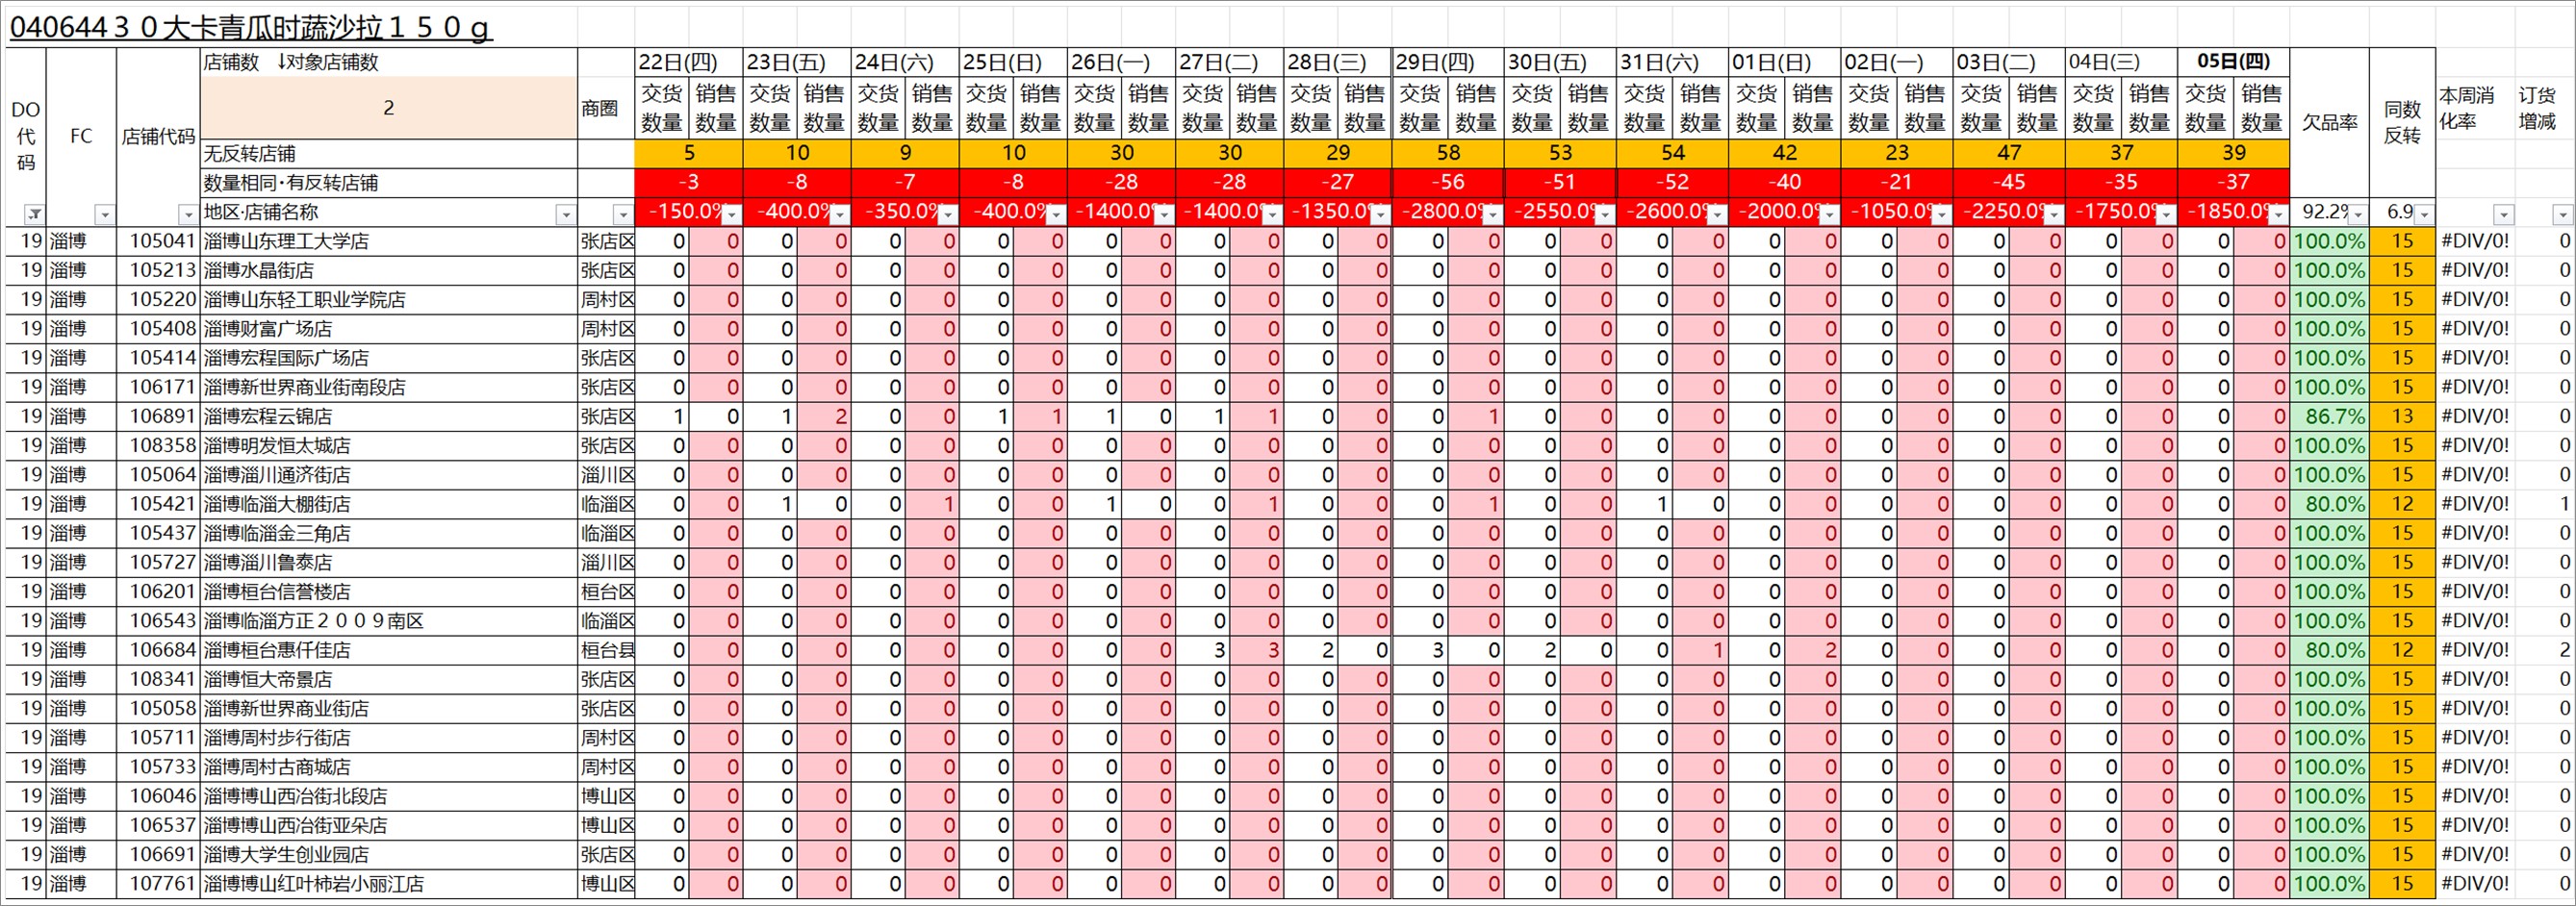 040644３０大卡青瓜时蔬沙拉１５０ｇ
DO代码 FC 店铺代码 店铺数 ↓对象店铺数 商圈 22日(四) 23日(五) 24日(六) 25日(日) 26日(一) 27日(二) 28日(三) 29日(四) 30日(五) 31日(六) 01日(日) 02日(一) 03日(二) 04日(三) 05日(四) 欠品率 同数反转 本周消化率 订货增减
2 交货数量 销售数量 交货数量 销售数量 交货数量 销售数量 交货数量 销售数量 交货数量 销售数量 交货数量 销售数量 交货数量 销售数量 交货数量 销售数量 交货数量 销售数量 交货数量 销售数量 交货数量 销售数量 交货数量 销售数量 交货数量 销售数量 交货数量 销售数量 交货数量 销售数量
无反转店铺 5 10 9 10 30 30 29 58 53 54 42 23 47 37 39
数量相同·有反转店铺 -3 -8 -7 -8 -28 -28 -27 -56 -51 -52 -40 -21 -45 -35 -37
地区·店铺名称 -150.0% -400.0% -350.0% -400.0% -1400.0% -1400.0% -1350.0% -2800.0% -2550.0% -2600.0% -2000.0% -1050.0% -2250.0% -1750.0% -1850.0% 92.2% 6.9
19 淄博 105041 淄博山东理工大学店 张店区 0 0 0 0 0 0 0 0 0 0 0 0 0 0 0 0 0 0 0 0 0 0 0 0 0 0 0 0 0 0 100.0% 15 #DIV/0! 0
19 淄博 105213 淄博水晶街店 张店区 0 0 0 0 0 0 0 0 0 0 0 0 0 0 0 0 0 0 0 0 0 0 0 0 0 0 0 0 0 0 100.0% 15 #DIV/0! 0
19 淄博 105220 淄博山东轻工职业学院店 周村区 0 0 0 0 0 0 0 0 0 0 0 0 0 0 0 0 0 0 0 0 0 0 0 0 0 0 0 0 0 0 100.0% 15 #DIV/0! 0
19 淄博 105408 淄博财富广场店 周村区 0 0 0 0 0 0 0 0 0 0 0 0 0 0 0 0 0 0 0 0 0 0 0 0 0 0 0 0 0 0 100.0% 15 #DIV/0! 0
19 淄博 105414 淄博宏程国际广场店 张店区 0 0 0 0 0 0 0 0 0 0 0 0 0 0 0 0 0 0 0 0 0 0 0 0 0 0 0 0 0 0 100.0% 15 #DIV/0! 0
19 淄博 106171 淄博新世界商业街南段店 张店区 0 0 0 0 0 0 0 0 0 0 0 0 0 0 0 0 0 0 0 0 0 0 0 0 0 0 0 0 0 0 100.0% 15 #DIV/0! 0
19 淄博 106891 淄博宏程云锦店 张店区 1 0 1 2 0 0 1 1 1 0 1 1 0 0 0 1 0 0 0 0 0 0 0 0 0 0 0 0 0 0 86.7% 13 #DIV/0! 0
19 淄博 108358 淄博明发恒太城店 张店区 0 0 0 0 0 0 0 0 0 0 0 0 0 0 0 0 0 0 0 0 0 0 0 0 0 0 0 0 0 0 100.0% 15 #DIV/0! 0
19 淄博 105064 淄博淄川通济街店 淄川区 0 0 0 0 0 0 0 0 0 0 0 0 0 0 0 0 0 0 0 0 0 0 0 0 0 0 0 0 0 0 100.0% 15 #DIV/0! 0
19 淄博 105421 淄博临淄大棚街店 临淄区 0 0 1 0 0 1 0 0 1 0 0 1 0 0 0 1 0 0 1 0 0 0 0 0 0 0 0 0 0 0 80.0% 12 #DIV/0! 1
19 淄博 105437 淄博临淄金三角店 临淄区 0 0 0 0 0 0 0 0 0 0 0 0 0 0 0 0 0 0 0 0 0 0 0 0 0 0 0 0 0 0 100.0% 15 #DIV/0! 0
19 淄博 105727 淄博淄川鲁泰店 淄川区 0 0 0 0 0 0 0 0 0 0 0 0 0 0 0 0 0 0 0 0 0 0 0 0 0 0 0 0 0 0 100.0% 15 #DIV/0! 0
19 淄博 106201 淄博桓台信誉楼店 桓台区 0 0 0 0 0 0 0 0 0 0 0 0 0 0 0 0 0 0 0 0 0 0 0 0 0 0 0 0 0 0 100.0% 15 #DIV/0! 0
19 淄博 106543 淄博临淄方正２００９南区 临淄区 0 0 0 0 0 0 0 0 0 0 0 0 0 0 0 0 0 0 0 0 0 0 0 0 0 0 0 0 0 0 100.0% 15 #DIV/0! 0
19 淄博 106684 淄博桓台惠仟佳店 桓台县 0 0 0 0 0 0 0 0 0 0 3 3 2 0 3 0 2 0 0 1 0 2 0 0 0 0 0 0 0 0 80.0% 12 #DIV/0! 2
19 淄博 108341 淄博恒大帝景店 张店区 0 0 0 0 0 0 0 0 0 0 0 0 0 0 0 0 0 0 0 0 0 0 0 0 0 0 0 0 0 0 100.0% 15 #DIV/0! 0
19 淄博 105058 淄博新世界商业街店 张店区 0 0 0 0 0 0 0 0 0 0 0 0 0 0 0 0 0 0 0 0 0 0 0 0 0 0 0 0 0 0 100.0% 15 #DIV/0! 0
19 淄博 105711 淄博周村步行街店 周村区 0 0 0 0 0 0 0 0 0 0 0 0 0 0 0 0 0 0 0 0 0 0 0 0 0 0 0 0 0 0 100.0% 15 #DIV/0! 0
19 淄博 105733 淄博周村古商城店 周村区 0 0 0 0 0 0 0 0 0 0 0 0 0 0 0 0 0 0 0 0 0 0 0 0 0 0 0 0 0 0 100.0% 15 #DIV/0! 0
19 淄博 106046 淄博博山西冶街北段店 博山区 0 0 0 0 0 0 0 0 0 0 0 0 0 0 0 0 0 0 0 0 0 0 0 0 0 0 0 0 0 0 100.0% 15 #DIV/0! 0
19 淄博 106537 淄博博山西冶街亚朵店 博山区 0 0 0 0 0 0 0 0 0 0 0 0 0 0 0 0 0 0 0 0 0 0 0 0 0 0 0 0 0 0 100.0% 15 #DIV/0! 0
19 淄博 106691 淄博大学生创业园店 张店区 0 0 0 0 0 0 0 0 0 0 0 0 0 0 0 0 0 0 0 0 0 0 0 0 0 0 0 0 0 0 100.0% 15 #DIV/0! 0
19 淄博 107761 淄博博山红叶柿岩小丽江店 博山区 0 0 0 0 0 0 0 0 0 0 0 0 0 0 0 0 0 0 0 0 0 0 0 0 0 0 0 0 0 0 100.0% 15 #DIV/0! 0